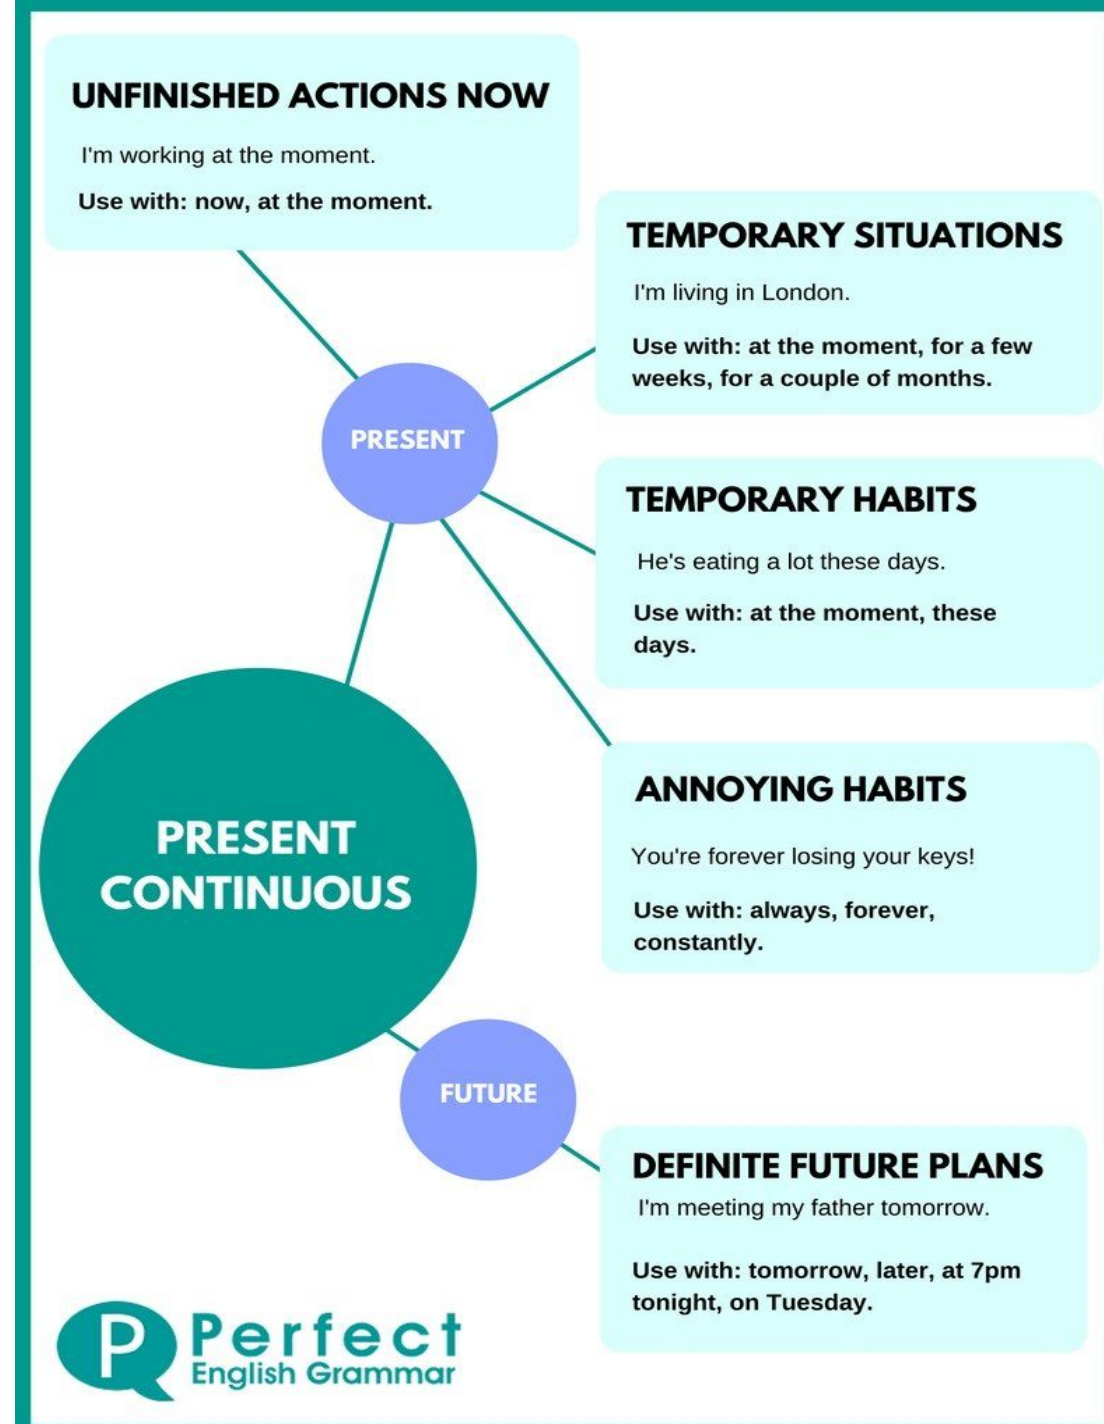 UNFINISHED ACTIONS NOW
I'm working at the moment.
Use with: now, at the moment.
TEMPORARY SITUATIONS
I'm living in London.
Use with: at the moment, for a few
weeks, for a couple of months.
PRESENT
TEMPORARY HABITS
He's eating a lot these days.
Use with: at the moment, these
days.
ANNOYING HABITS
You're forever losing your keys!
Use with: always, forever,
constantly.
PRESENT
CONTINUOUS
FUTURE
DEFINITE FUTURE PLANS
I'm meeting my father tomorrow.
Use with: tomorrow, later, at 7pm
tonight, on Tuesday.
P
Perfect
English Grammar